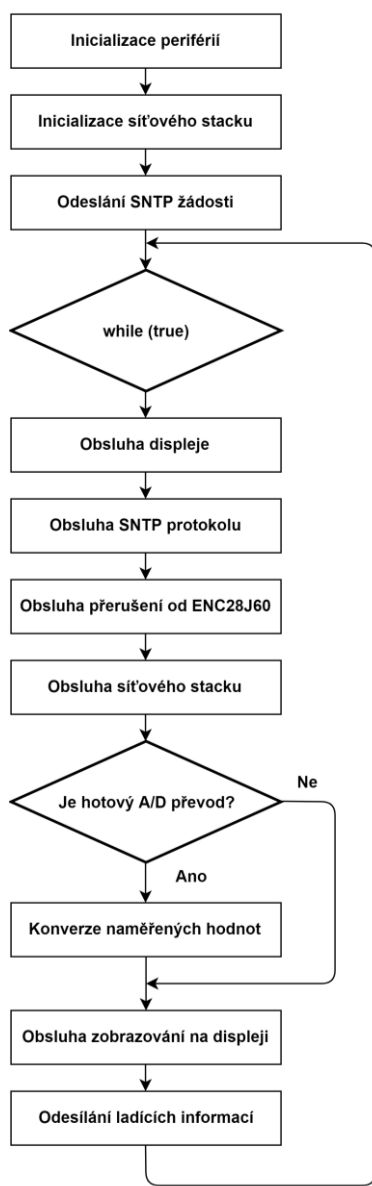 Inicializace periférií
Inicializace síťového stacku
Odeslání SNTP žádosti
while (true)
Obsluha displeje
Obsluha SNTP protokolu
Obsluha přerušení od ENC28J60
Obsluha síťového stacku
Je hotový A/D převod?
Ne
Ano
Konverze naměřených hodnot
Obsluha zobrazování na displeji
Odesílání ladících informací